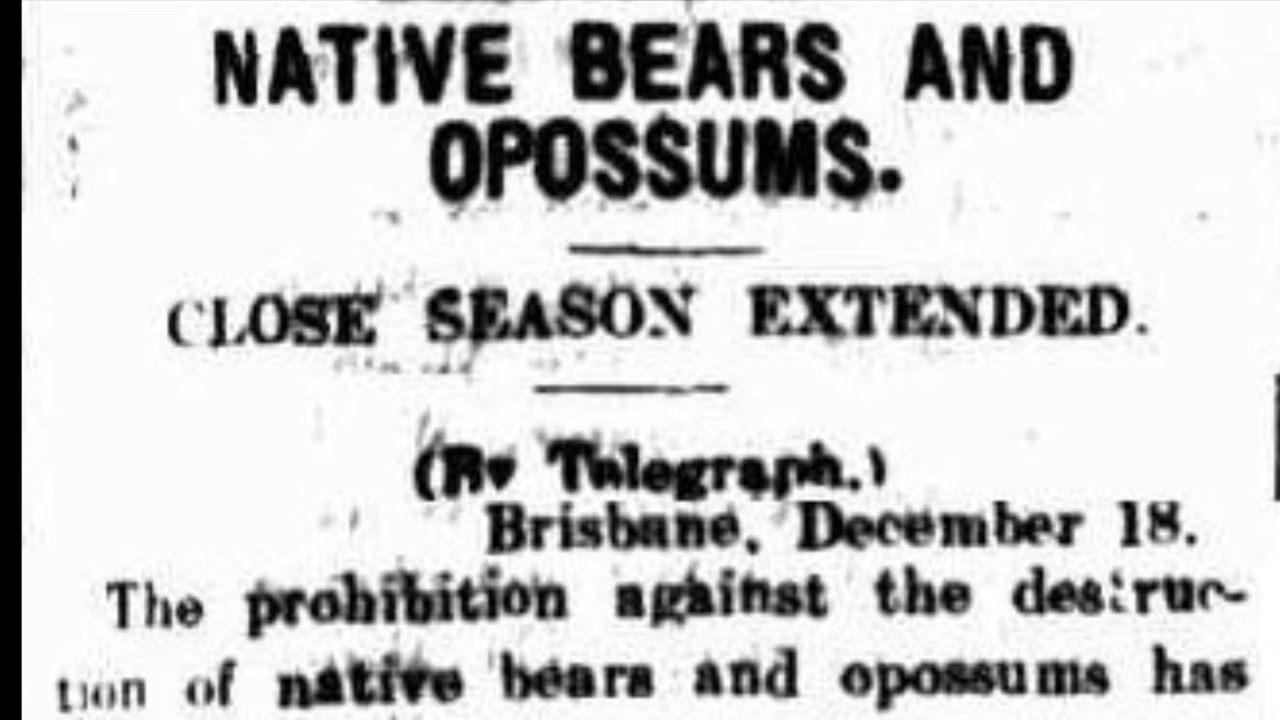 NATIVE BEARS AND
OPOSSUMS.
CLOSE SEASON EXTENDED.
(By Telegraph.)
Brisbane, December 18.
The prohibition against the destruc-
tion of native bears and opossums has